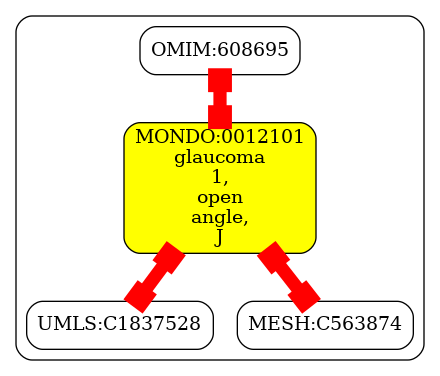 OMIM:608695
MONDO:0012101
glaucoma
1,
open
angle,
J
UMLS:C1837528
MESH:C563874